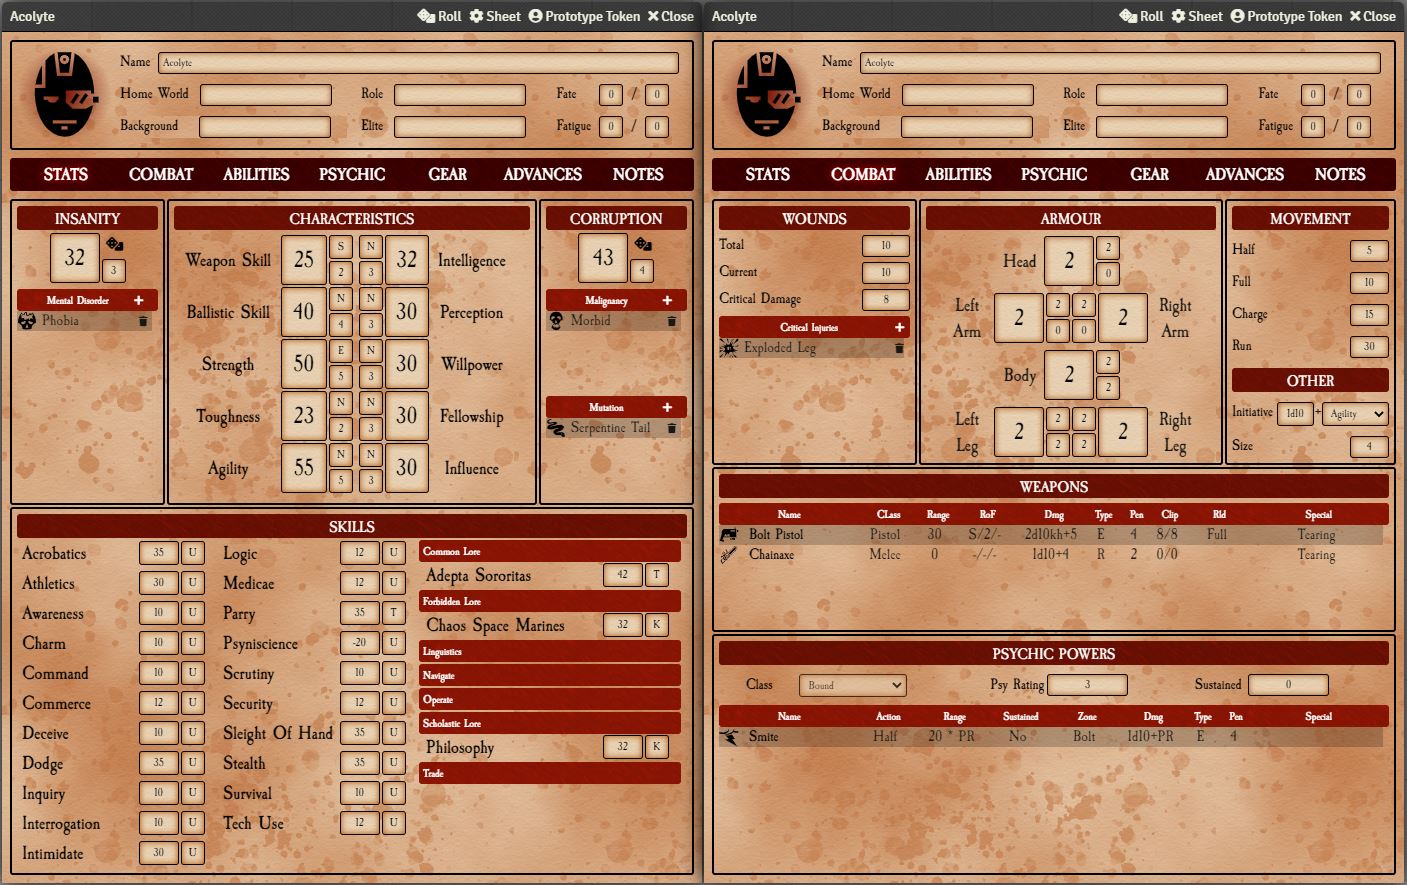 Acolyte Roll Sheet Prototype Token Close
Name Acolyte
Home World Role Fate 0 / 0
Background Elite Fatigue 0 / 0
STATS COMBAT ABILITIES PSYCHIC GEAR ADVANCES NOTES
INSANITY
32 3
Mental Disorder +
Phobia
CHARACTERISTICS
Weapon Skill 25 S 2 N 3 32 Intelligence
Ballistic Skill 40 N 4 N 3 30 Perception
Strength 50 E 5 N 3 30 Willpower
Toughness 23 N 2 N 3 30 Fellowship
Agility 55 N 5 N 3 30 Influence
CORRUPTION
43 4
Malignancy +
Morbid
Mutation +
Serpentine Tail
SKILLS
Acrobatics 35 U
Athletics 30 U
Awareness 10 U
Charm 10 U
Command 10 U
Commerce 12 U
Deceive 10 U
Dodge 35 U
Inquiry 10 U
Interrogation 10 U
Intimidate 30 U
Logic 12 U
Medicae 12 U
Parry 35 T
Psyniscience -20 U
Scrutiny 10 U
Security 12 U
Sleight Of Hand 35 U
Stealth 35 U
Survival 10 U
Tech Use 12 U
Common Lore
Adepta Sororitas 42 T
Forbidden Lore
Chaos Space Marines 32 K
Linguistics
Navigate
Operate
Scholastic Lore
Philosophy 32 K
Trade
Acolyte Roll Sheet Prototype Token Close
Name Acolyte
Home World Role Fate 0 / 0
Background Elite Fatigue 0 / 0
STATS COMBAT ABILITIES PSYCHIC GEAR ADVANCES NOTES
WOUNDS
Total 10
Current 10
Critical Damage 8
Critical Injuries +
Exploded Leg
ARMOUR
Head 2 2 0
Left Arm 2 2 0 2 0 2 Right Arm
Body 2 2 2
Left Leg 2 2 2 2 2 2 Right Leg
MOVEMENT
Half 5
Full 10
Charge 15
Run 30
OTHER
Initiative 1d10 + Agility
Size 4
WEAPONS
Name CLass Range RoF Dmg Type Pen Clip Rld Special
Bolt Pistol Pistol 30 S/2/- 2d10kh+5 E 4 8/8 Full Tearing
Chainaxe Melee 0 -/-/- 1d10+4 R 2 0/0 Tearing
PSYCHIC POWERS
Class Bound Psy Rating 3 Sustained 0
Name Action Range Sustained Zone Dmg Type Pen Special
Smite Half 20 * PR No Bolt 1d10+PR E 4